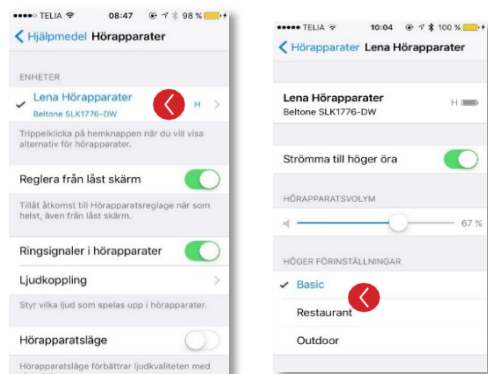 TELIA 08:47 98 %
Hjälpmedel Hörapparater
ENHETER
Lena Hörapparater H
Beltone SLK1776-DW
Trippelklicka på hemknappen när du vill visa
alternativ för hörapparater.
Reglera från låst skärm
Tillåt åtkomst till Hörapparatsreglage när som
helst, även från låst skärm.
Ringsignaler i hörapparater
Ljudkoppling
Styr vilka ljud som spelas upp i hörapparater.
Hörapparatsläge
Hörapparatsläge förbättrar ljudkvaliteten med
TELIA 10:04 100 %
Hörapparater Lena Hörapparater
Lena Hörapparater H
Beltone SLK1776-DW
Strömma till höger öra
HÖRAPPARATSVOLYM
67 %
HÖGER FÖRINSTÄLLNINGAR
Basic
Restaurant
Outdoor